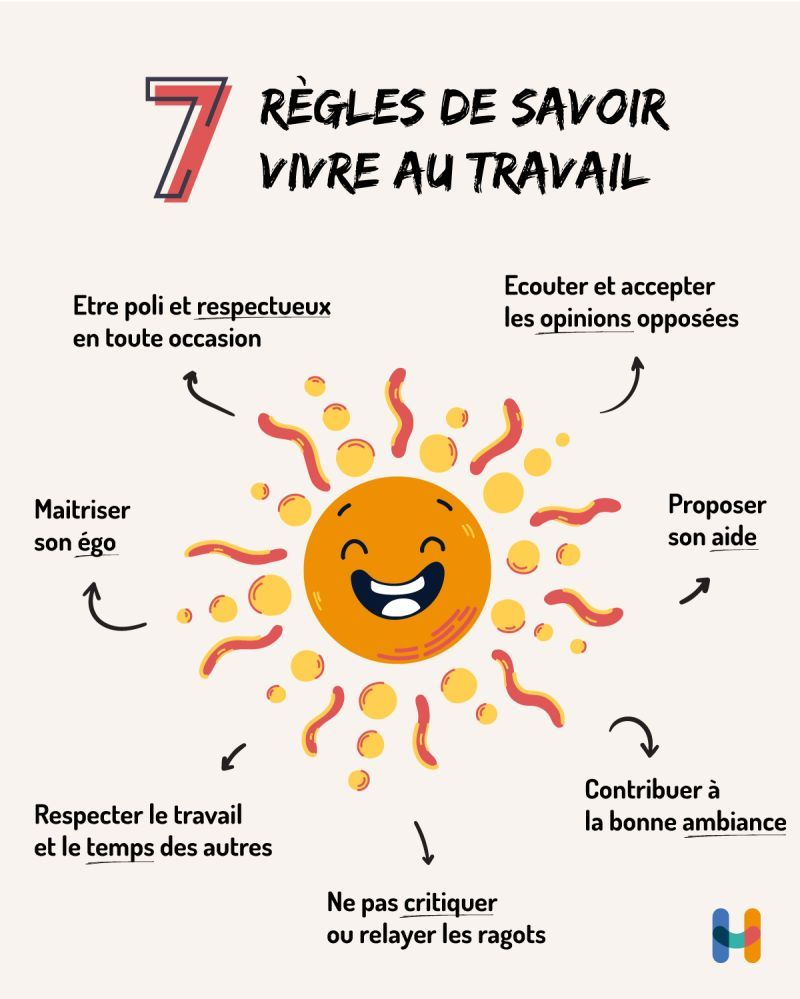 7 RÈGLES DE SAVOIR
VIVRE AU TRAVAIL
Etre poli et respectueux
en toute occasion
Ecouter et accepter
les opinions opposées
Maitriser
son égo
Proposer
son aide
Respecter le travail
et le temps des autres
Contribuer à
la bonne ambiance
Ne pas critiquer
ou relayer les ragots